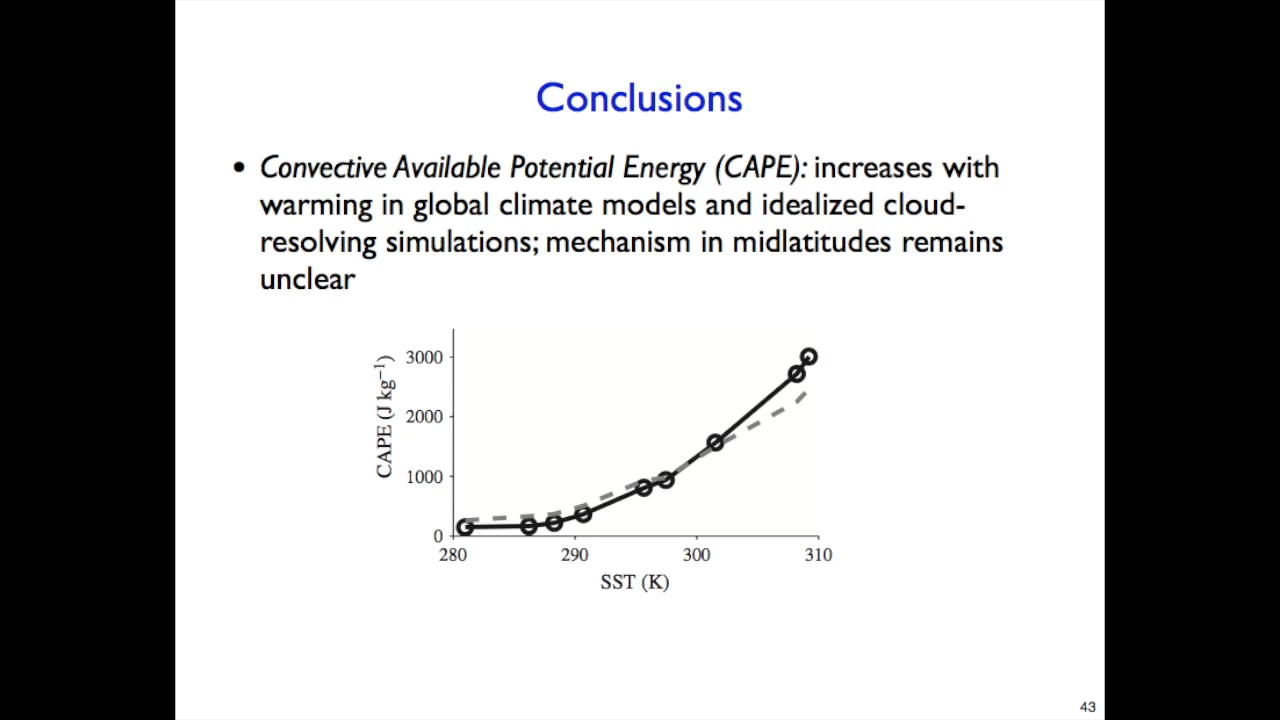 Conclusions
• Convective Available Potential Energy (CAPE): increases with
warming in global climate models and idealized cloud-
resolving simulations; mechanism in midlatitudes remains
unclear
CAPE (J kg⁻¹)
3000
2000
1000
0
280 290 300 310
SST (K)
43